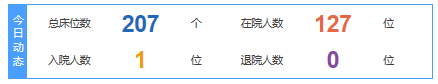 今日动态
总床位数 207 个 在院人数 127 位
入院人数 1 位 退院人数 0 位